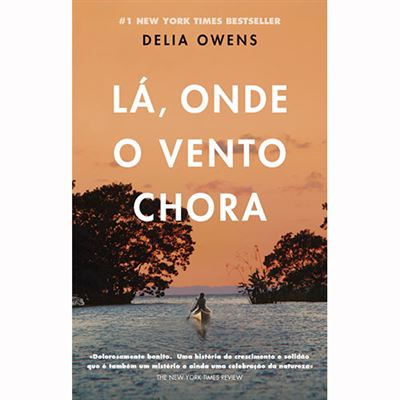 #1 NEW YORK TIMES BESTSELLER
DELIA OWENS
LÁ, ONDE
O VENTO
CHORA
«Dolorosamente bonito. Uma história de crescimento e solidão
que é também um mistério e ainda uma celebração da natureza»
THE NEW YORK TIMES REVIEW